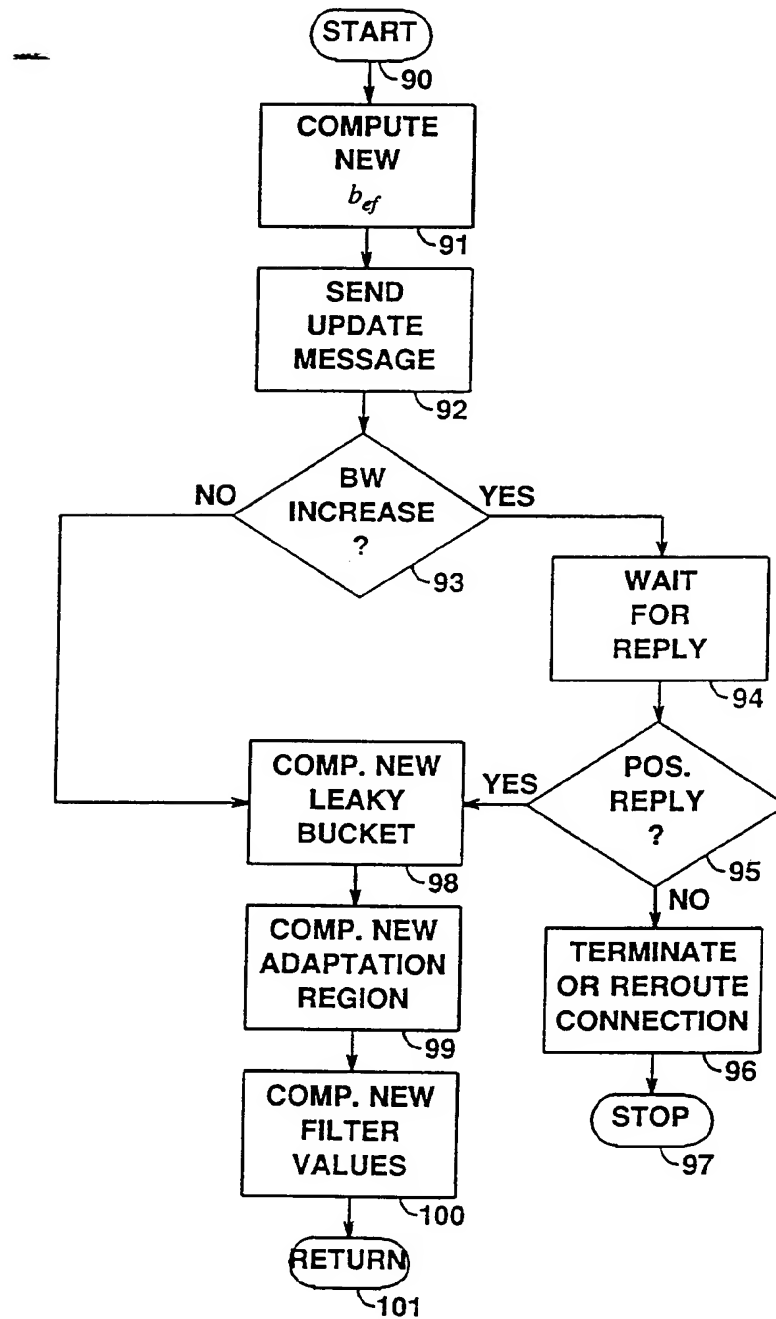 START
90
COMPUTE
NEW
b_ef
91
SEND
UPDATE
MESSAGE
92
BW
INCREASE
?
93
NO
YES
WAIT
FOR
REPLY
94
POS.
REPLY
?
95
YES
NO
TERMINATE
OR REROUTE
CONNECTION
96
STOP
97
COMP. NEW
LEAKY
BUCKET
98
COMP. NEW
ADAPTATION
REGION
99
COMP. NEW
FILTER
VALUES
100
RETURN
101